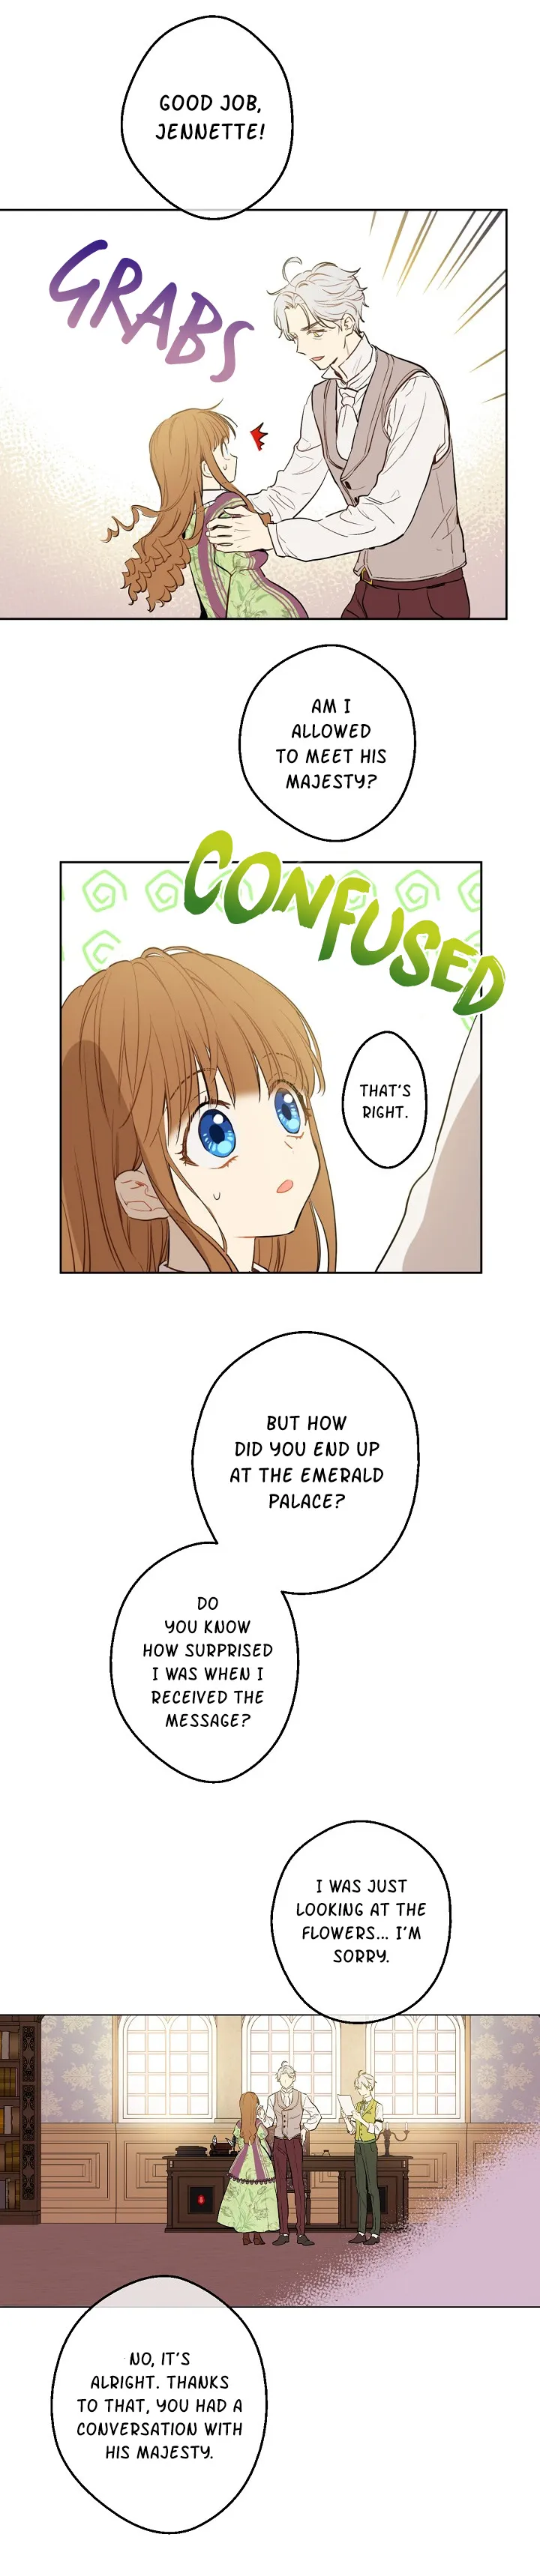 GOOD JOB,
JENNETTE!
GRABS
AM I
ALLOWED
TO MEET HIS
MAJESTY?
CONFUSED
THAT'S
RIGHT.
BUT HOW
DID YOU END UP
AT THE EMERALD
PALACE?
DO
YOU KNOW
HOW SURPRISED
I WAS WHEN I
RECEIVED THE
MESSAGE?
I WAS JUST
LOOKING AT THE
FLOWERS... I'M
SORRY.
NO, IT'S
ALRIGHT. THANKS
TO THAT, YOU HAD A
CONVERSATION WITH
HIS MAJESTY.